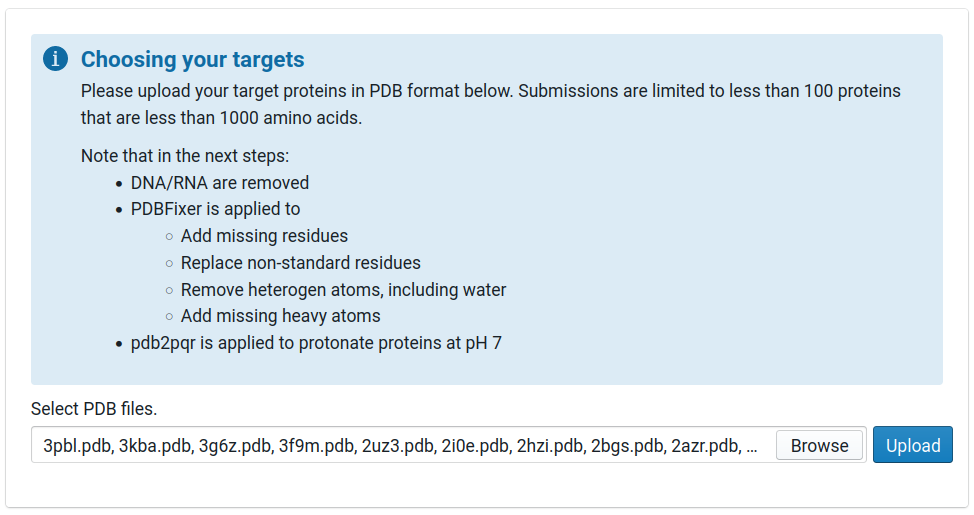 Choosing your targets
Please upload your target proteins in PDB format below. Submissions are limited to less than 100 proteins
that are less than 1000 amino acids.
Note that in the next steps:
• DNA/RNA are removed
• PDBFixer is applied to
◦ Add missing residues
◦ Replace non-standard residues
◦ Remove heterogen atoms, including water
◦ Add missing heavy atoms
• pdb2pqr is applied to protonate proteins at pH 7
Select PDB files.
3pbl.pdb, 3kba.pdb, 3g6z.pdb, 3f9m.pdb, 2uz3.pdb, 2i0e.pdb, 2hzi.pdb, 2bgs.pdb, 2azr.pdb, ... Browse Upload